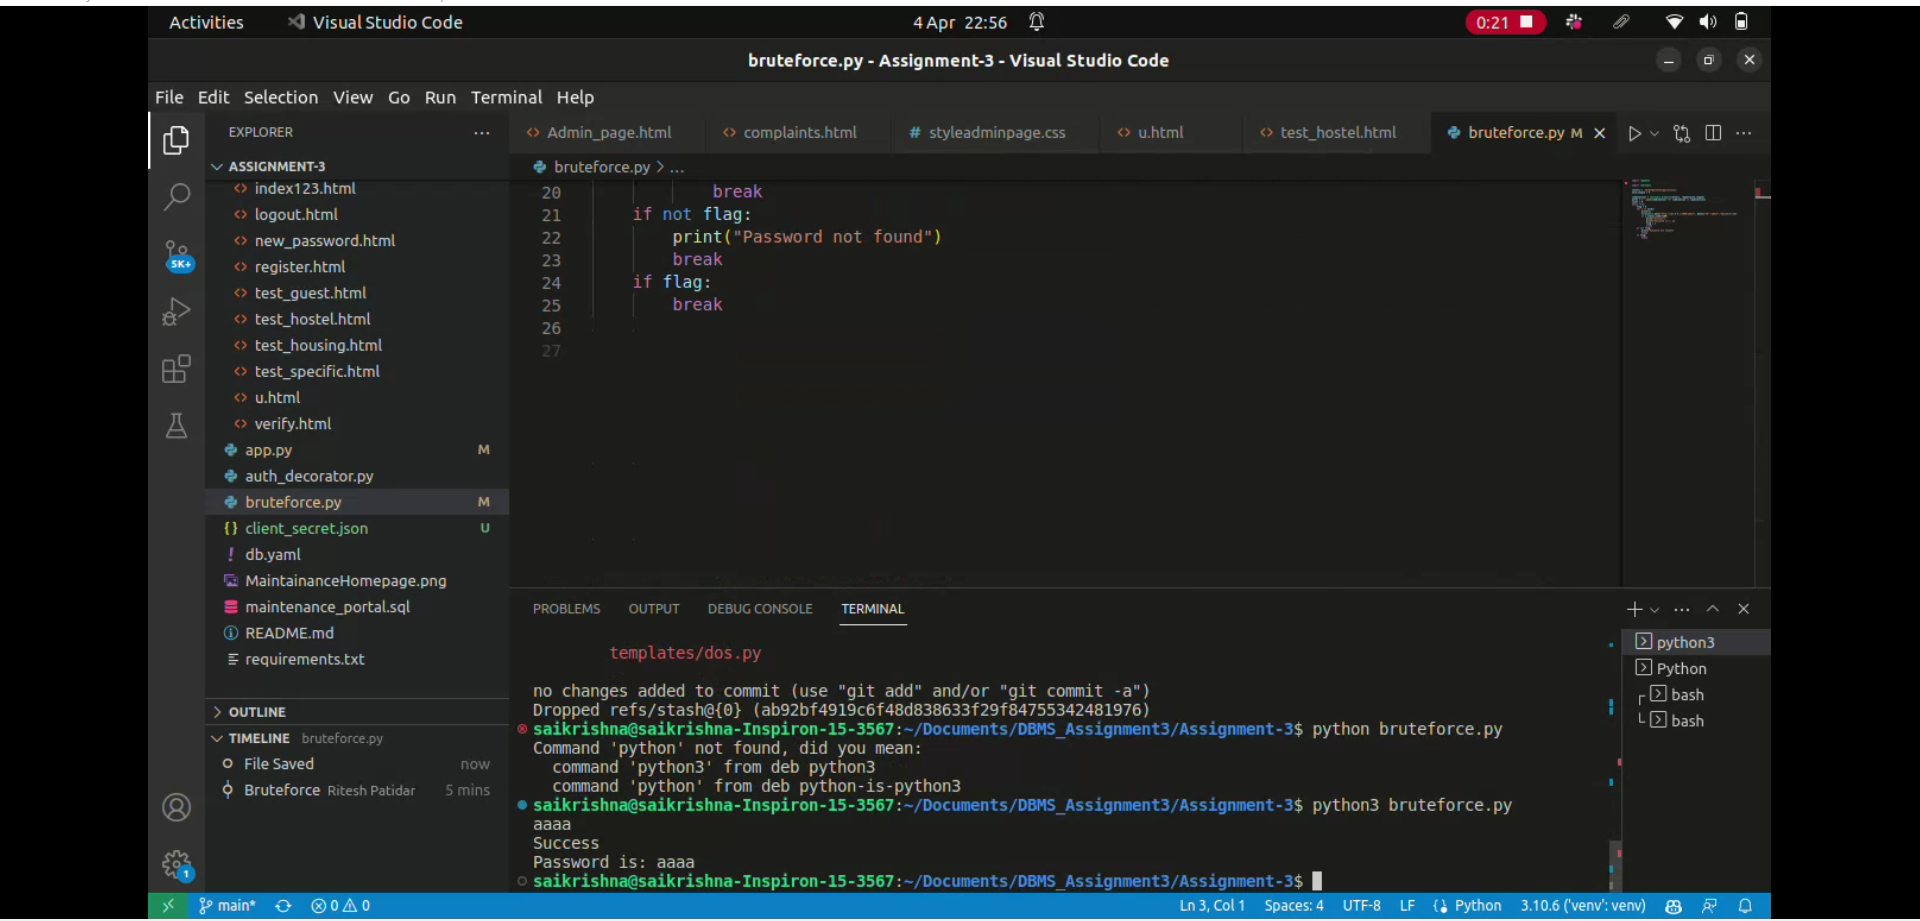 Activities
Visual Studio Code
4 Apr 22:56
0:21
bruteforce.py - Assignment-3 - Visual Studio Code
File Edit Selection View Go Run Terminal Help
EXPLORER
ASSIGNMENT-3
index123.html
logout.html
new_password.html
register.html
test_guest.html
test_hostel.html
test_housing.html
test_specific.html
u.html
verify.html
app.py M
auth_decorator.py
bruteforce.py M
client_secret.json U
db.yaml
MaintainanceHomepage.png
maintenance_portal.sql
README.md
requirements.txt
OUTLINE
TIMELINE bruteforce.py
File Saved now
Bruteforce Ritesh Patidar 5 mins
5K+
1
Admin_page.html
complaints.html
# styleadminpage.css
u.html
test_hostel.html
bruteforce.py M
bruteforce.py > ...
20 break
21 if not flag:
22 print("Password not found")
23 break
24 if flag:
25 break
26
27
PROBLEMS OUTPUT DEBUG CONSOLE TERMINAL
templates/dos.py
no changes added to commit (use "git add" and/or "git commit -a")
Dropped refs/stash@{0} (ab92bf4919c6f48d838633f29f84755342481976)
saikrishna@saikrishna-Inspiron-15-3567:~/Documents/DBMS_Assignment3/Assignment-3$ python bruteforce.py
Command 'python' not found, did you mean:
command 'python3' from deb python3
command 'python' from deb python-is-python3
saikrishna@saikrishna-Inspiron-15-3567:~/Documents/DBMS_Assignment3/Assignment-3$ python3 bruteforce.py
aaaa
Success
Password is: aaaa
saikrishna@saikrishna-Inspiron-15-3567:~/Documents/DBMS_Assignment3/Assignment-3$
python3
Python
bash
bash
main*
0 0
Ln 3, Col 1 Spaces: 4 UTF-8 LF Python 3.10.6 ('venv': venv)